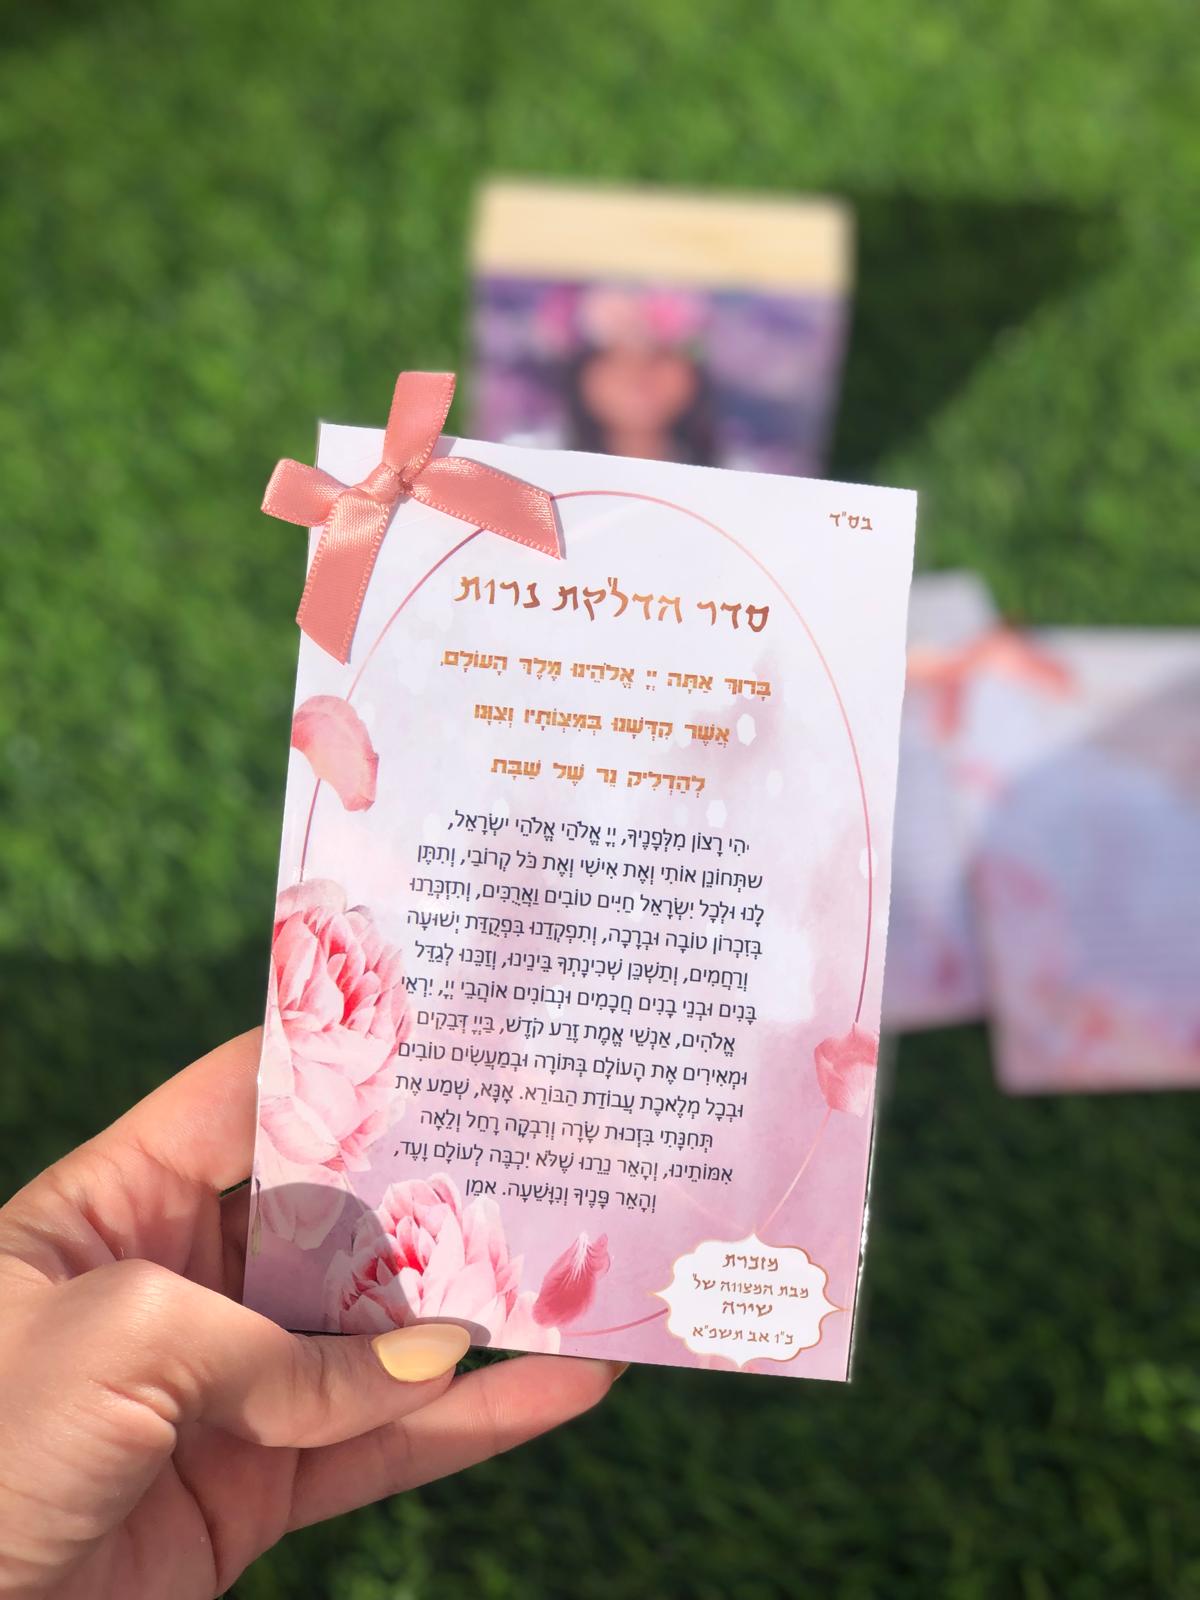 בס"ד
סדר הדלקת נרות
בָּרוּךְ אַתָּה יְיָ אֱלֹהֵינוּ מֶלֶךְ הָעוֹלָם,
אֲשֶׁר קִדְּשָׁנוּ בְּמִצְוֹתָיו וְצִוָּנוּ
לְהַדְלִיק נֵר שֶׁל שַׁבָּת
יְהִי רָצוֹן מִלְּפָנֶיךָ, יְיָ אֱלֹהַי אֱלֹהֵי יִשְׂרָאֵל,
שֶׁתְּחוֹנֵן אוֹתִי וְאֶת אִישִׁי וְאֶת כֹּל קְרוֹבַי, וְתִתֵּן
לָנוּ וּלְכָל יִשְׂרָאֵל חַיִּים טוֹבִים וַאֲרֻכִּים, וְתִזְכְּרֵנוּ
בְּזִכְרוֹן טוֹבָה וּבְרָכָה, וְתִפְקְדֵנוּ בִּפְקֻדַּת יְשׁוּעָה
וְרַחֲמִים, וְתַשְׁכֵּן שְׁכִינָתְךָ בֵּינֵינוּ, וְזַכֵּנוּ לְגַדֵּל
בָּנִים וּבְנֵי בָנִים חֲכָמִים וּנְבוֹנִים אוֹהֲבֵי יְיָ, יִרְאֵי
אֱלֹהִים, אַנְשֵׁי אֱמֶת זֶרַע קֹדֶשׁ, בַּייָ דְּבֵקִים
וּמְאִירִים אֶת הָעוֹלָם בְּתוֹרָה וּבְמַעֲשִׂים טוֹבִים
וּבְכָל מְלֶאכֶת עֲבוֹדַת הַבּוֹרֵא. אָנָּא, שְׁמַע אֶת
תְּחִנָּתִי בִּזְכוּת שָׂרָה וְרִבְקָה רָחֵל וְלֵאָה
אִמּוֹתֵינוּ, וְהָאֵר נֵרֵנוּ שֶׁלֹּא יִכְבֶּה לְעוֹלָם וָעֶד,
וְהָאֵר פָּנֶיךָ וְנִוָּשֵׁעָה. אָמֵן
מזכרת
מבת המצווה של
שירה
כ"ו אב תשפ"א